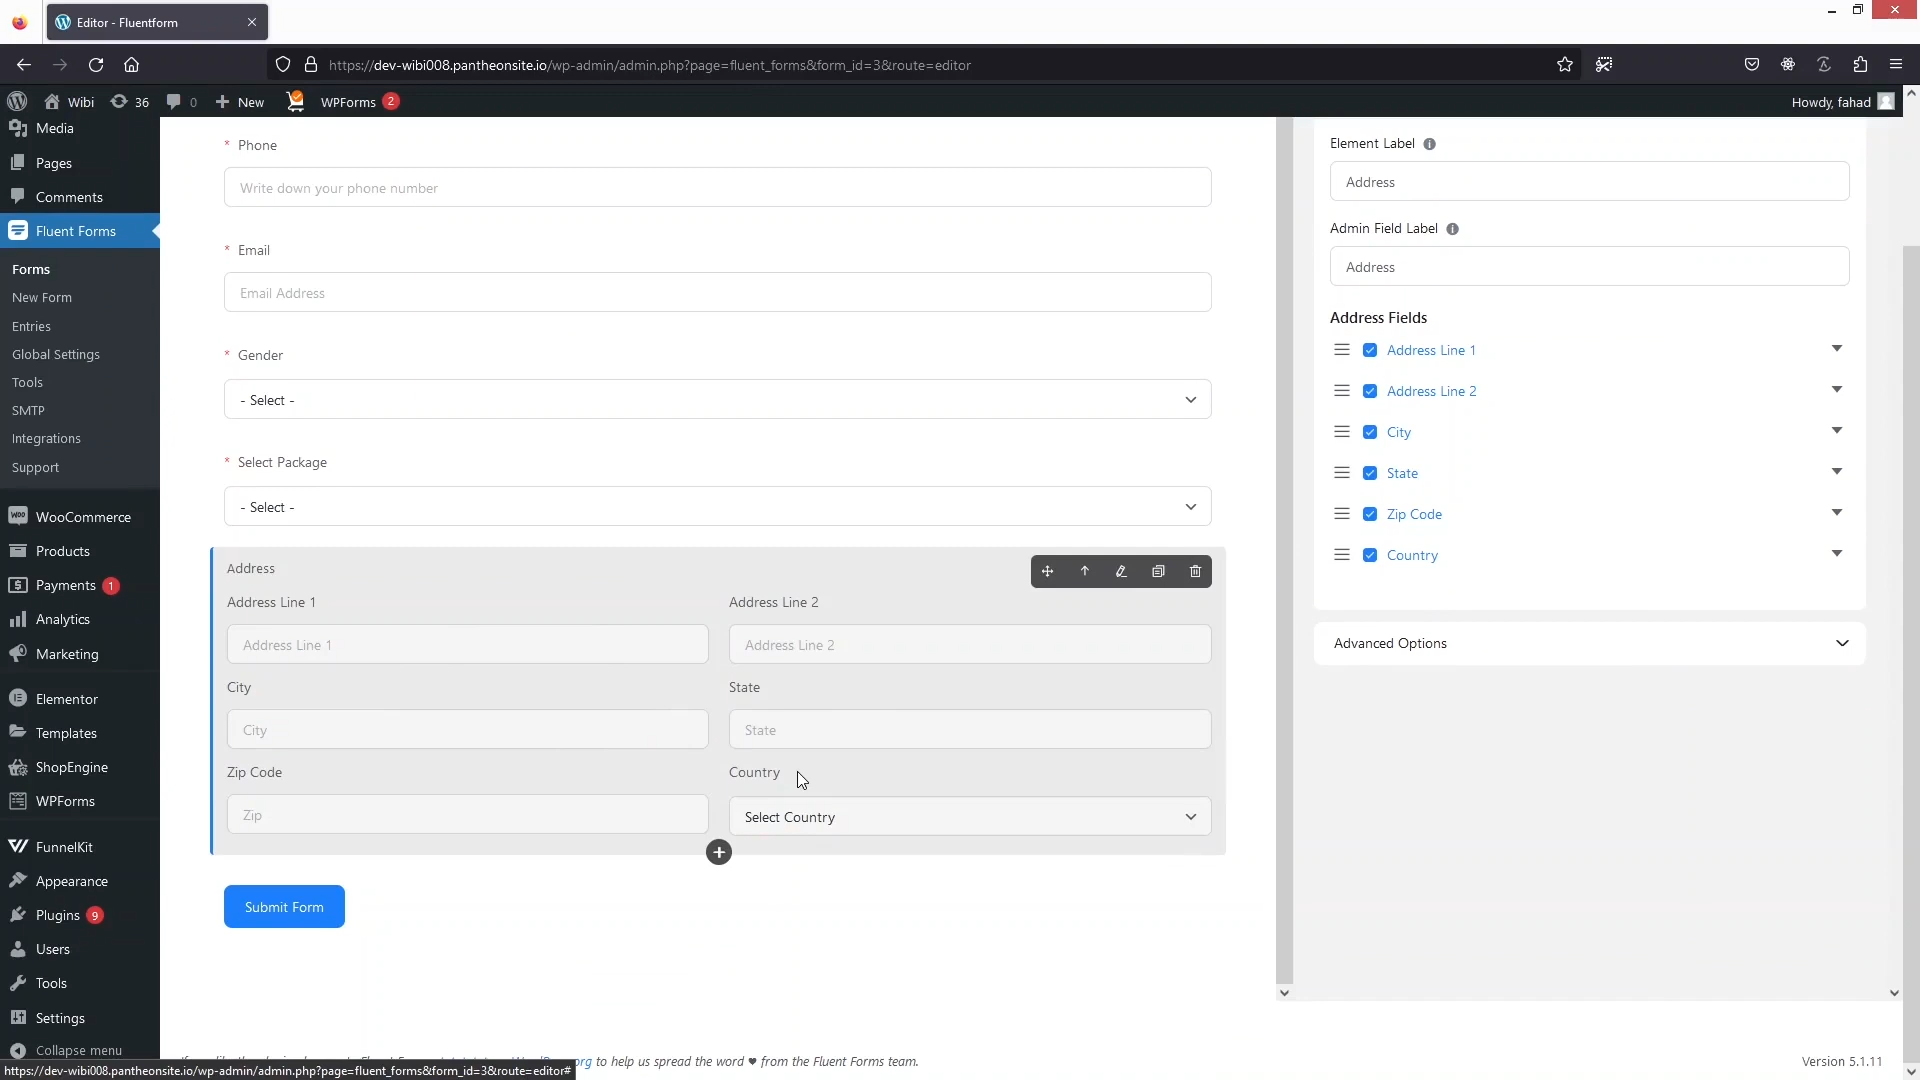 Editor - Fluentform
https://dev-wibi008.pantheonsite.io/wp-admin/admin.php?page=fluent_forms&form_id=3&route=editor
Wibi
36
0
New
WPForms
2
Howdy, fahad
Media
Pages
Comments
Fluent Forms
Forms
New Form
Entries
Global Settings
Tools
SMTP
Integrations
Support
WooCommerce
Products
Payments 1
Analytics
Marketing
Elementor
Templates
ShopEngine
WPForms
FunnelKit
Appearance
Plugins 9
Users
Tools
Settings
Collapse menu
* Phone
Write down your phone number
* Email
Email Address
* Gender
- Select -
* Select Package
- Select -
Address
Address Line 1
Address Line 2
Address Line 1
Address Line 2
City
State
City
State
Zip Code
Country
Zip
Select Country
Submit Form
Element Label
Address
Admin Field Label
Address
Address Fields
Address Line 1
Address Line 2
City
State
Zip Code
Country
Advanced Options
to help us spread the word ♥ from the Fluent Forms team.
Version 5.1.11
https://dev-wibi008.pantheonsite.io/wp-admin/admin.php?page=fluent_forms&form_id=3&route=editor#